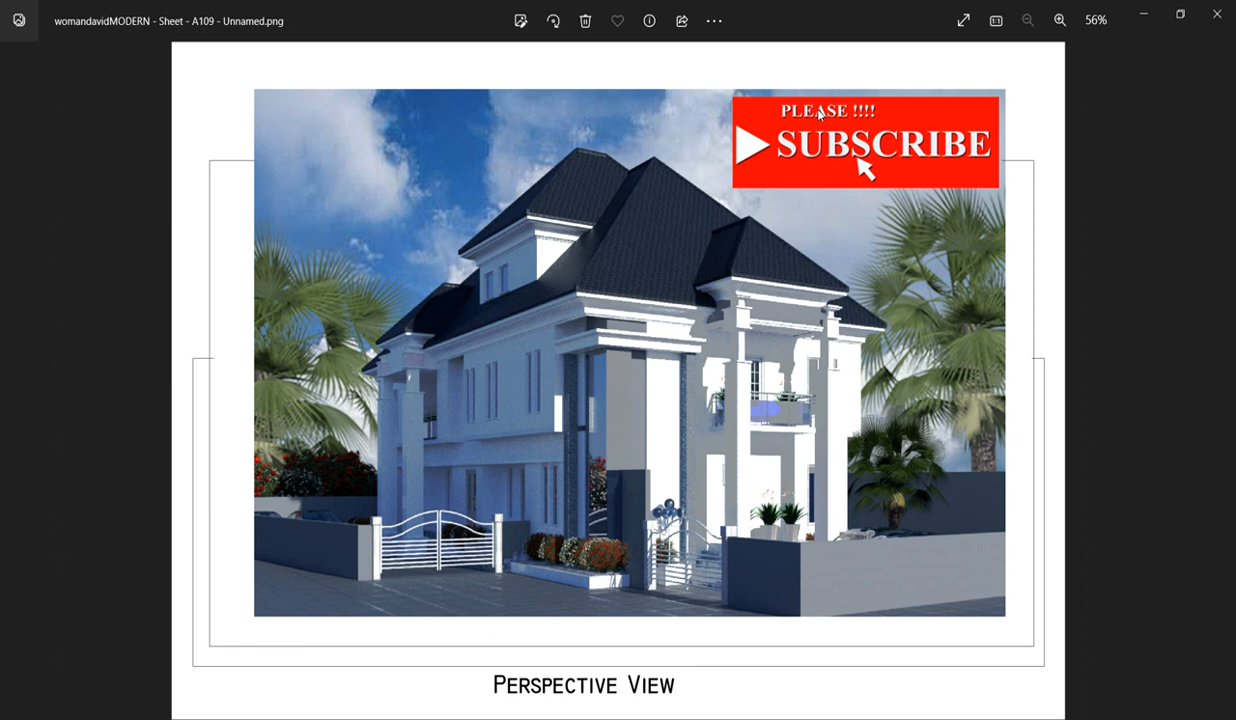 womandavidMODERN - Sheet - A109 - Unnamed.png
56%
PLEASE !!!!
SUBSCRIBE
PERSPECTIVE VIEW